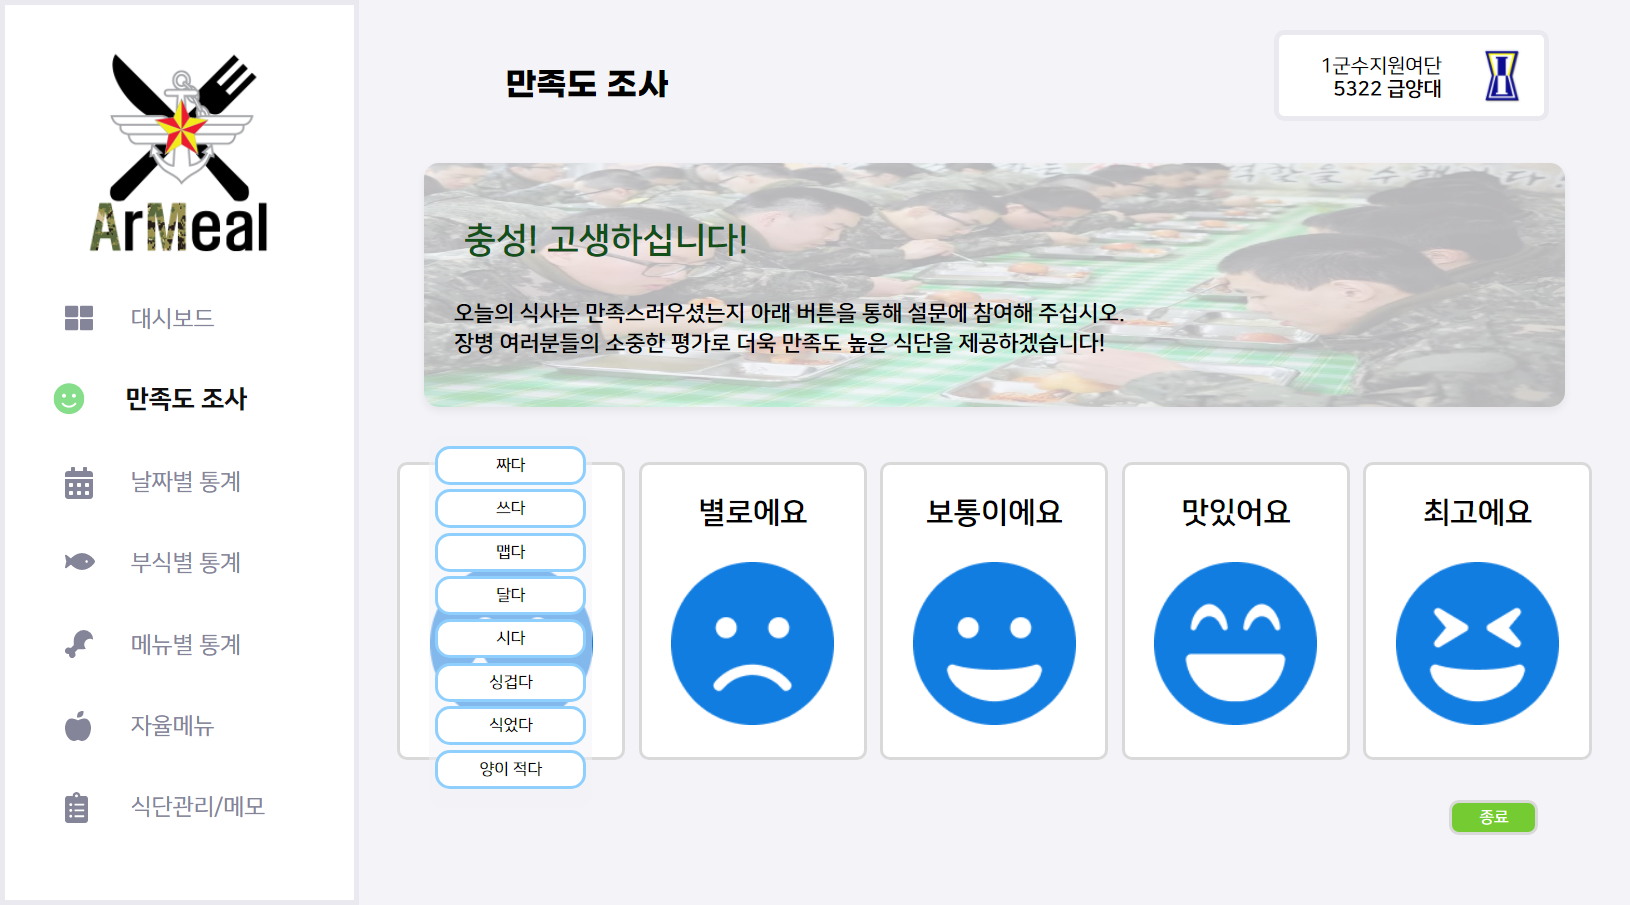 ArMeal
대시보드
만족도 조사
날짜별 통계
부식별 통계
메뉴별 통계
자율메뉴
식단관리/메모
만족도 조사
1군수지원여단
5322 급양대
충성! 고생하십니다!
오늘의 식사는 만족스러우셨는지 아래 버튼을 통해 설문에 참여해 주십시오.
장병 여러분들의 소중한 평가로 더욱 만족도 높은 식단을 제공하겠습니다!
짜다
쓰다
맵다
달다
시다
싱겁다
식었다
양이 적다
별로에요
보통이에요
맛있어요
최고에요
종료